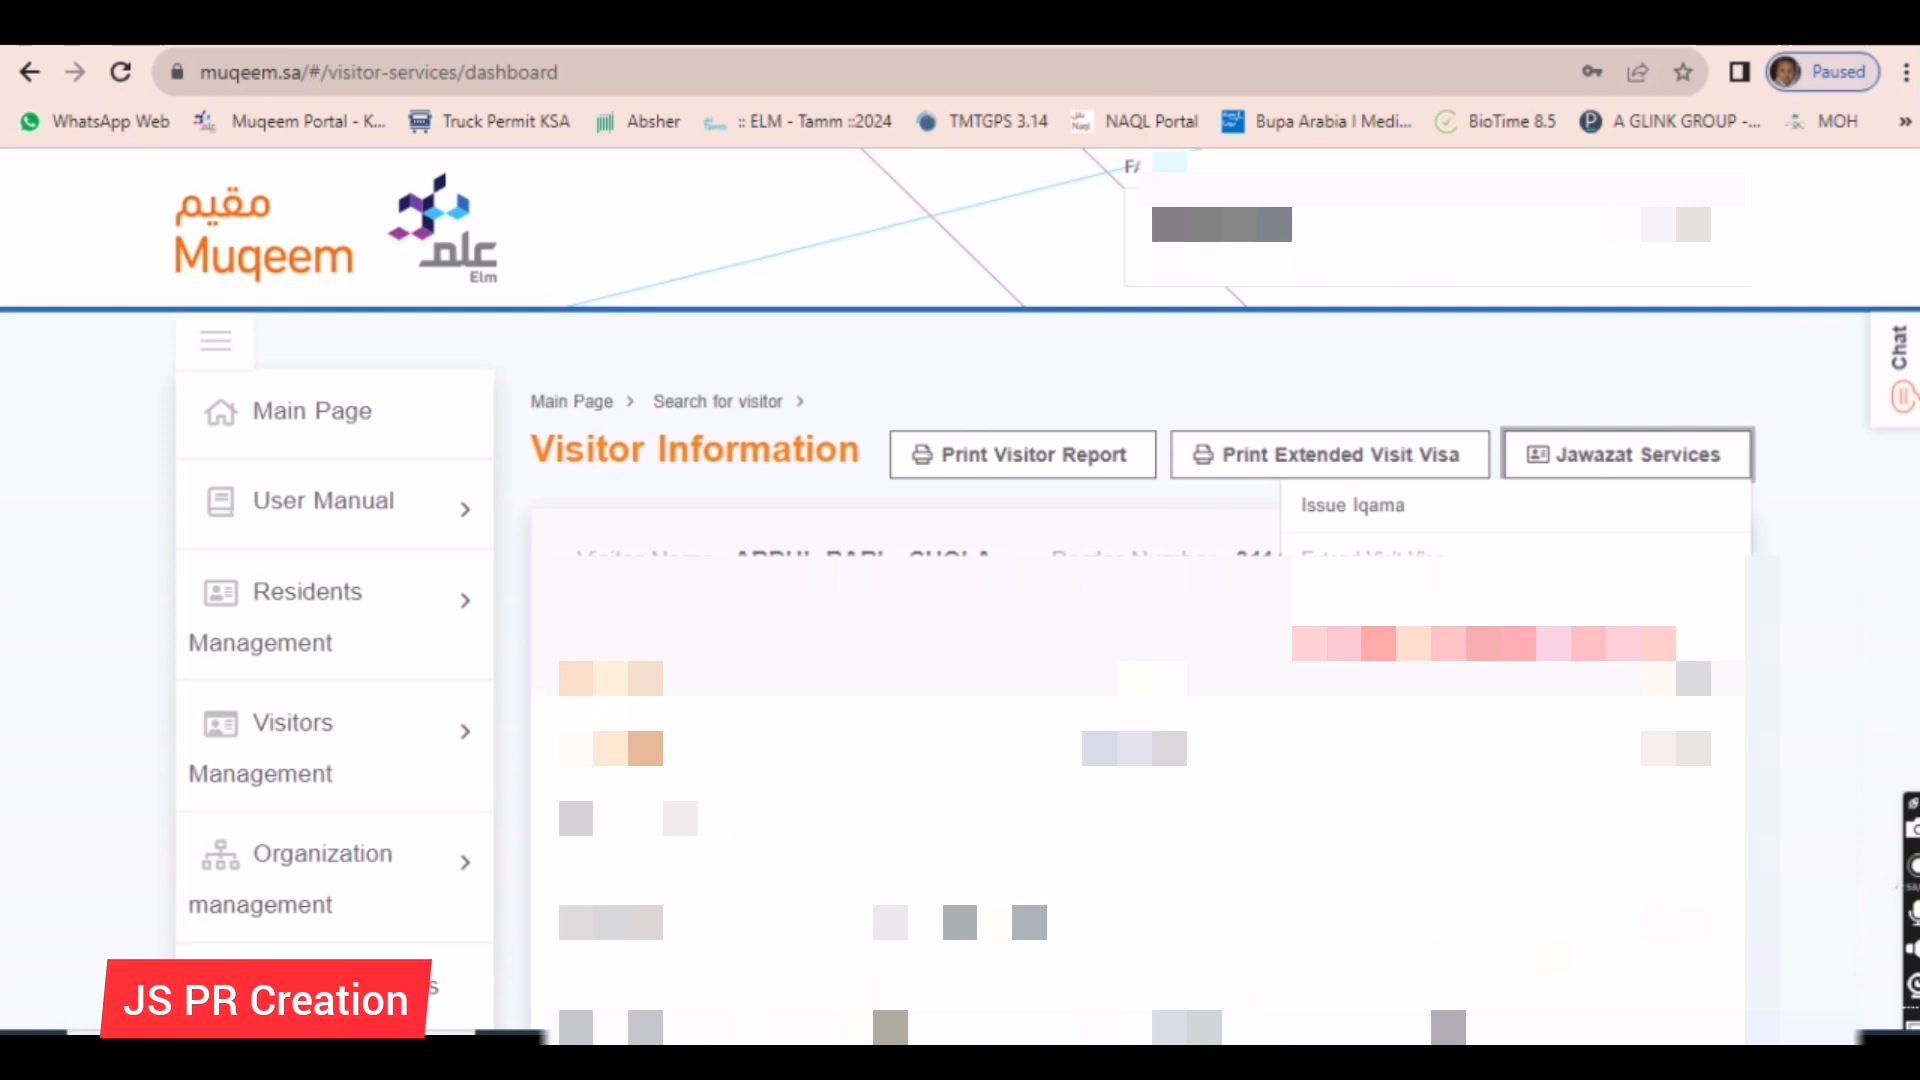 muqeem.sa/#/visitor-services/dashboard
Paused
WhatsApp Web
Muqeem Portal - K...
Truck Permit KSA
Absher
:: ELM - Tamm ::2024
TMTGPS 3.14
NAQL Portal
Bupa Arabia I Medi...
BioTime 8.5
A GLINK GROUP -...
MOH
»
مقيم
Muqeem
علم
Elm
Chat
Main Page
User Manual
Residents
Management
Visitors
Management
Organization
management
Main Page > Search for visitor >
Visitor Information
Print Visitor Report
Print Extended Visit Visa
Jawazat Services
Issue Iqama
JS PR Creation